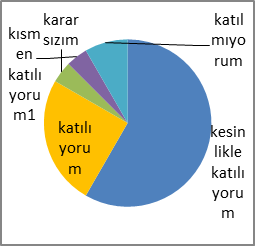 karar
sızım
kısm
en
katılı
yoru
m1
katıl
mıyo
rum
katılı
yoru
m
kesin
likle
katılı
yoru
m